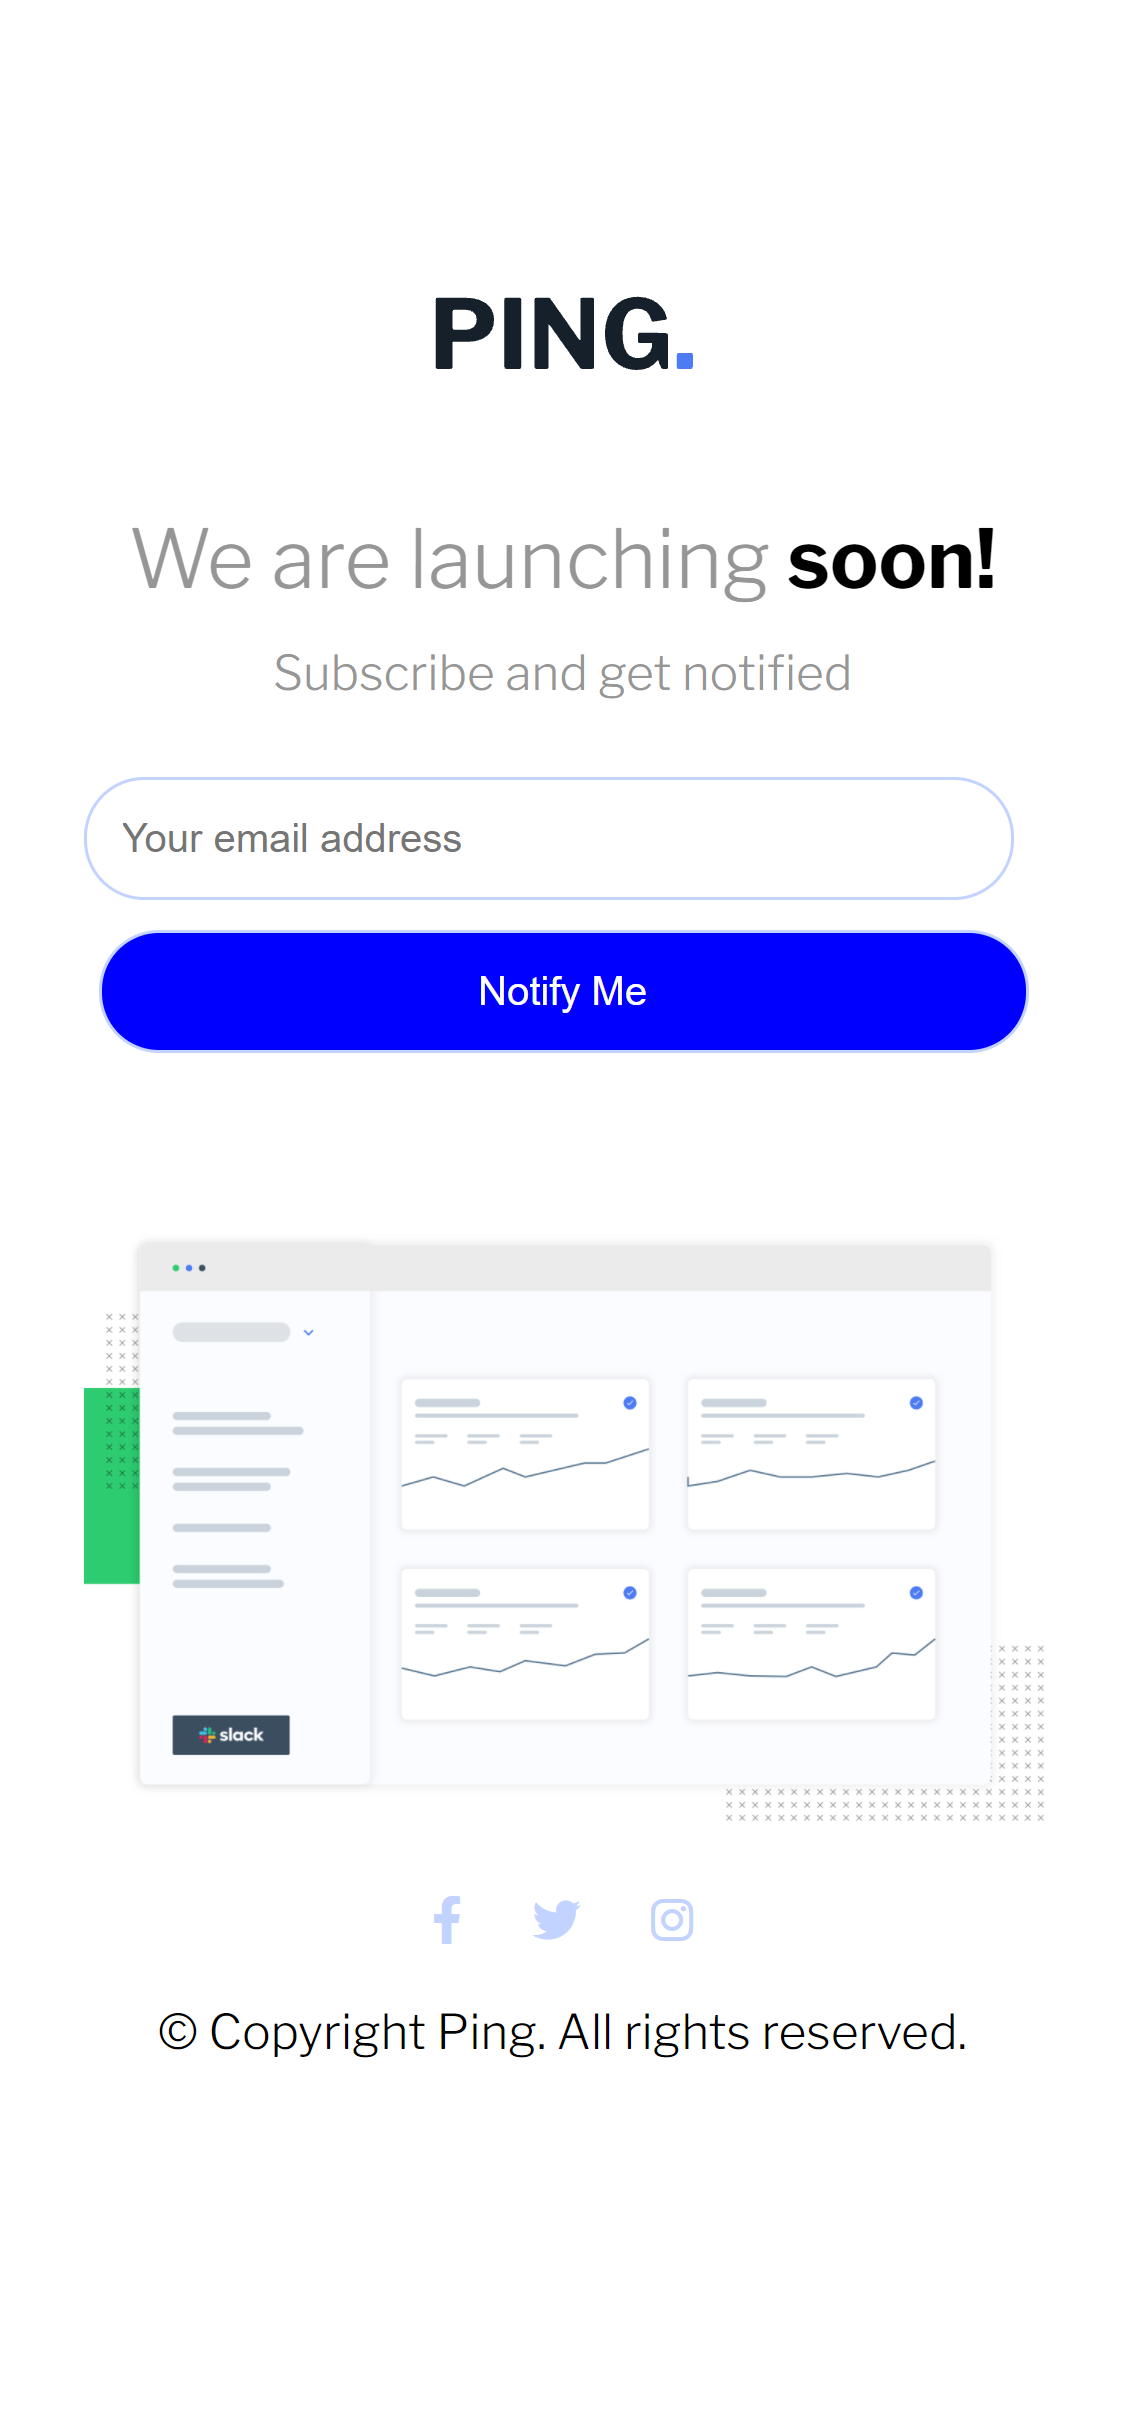 PING.
We are launching soon!
Subscribe and get notified
Your email address
Notify Me
slack
© Copyright Ping. All rights reserved.